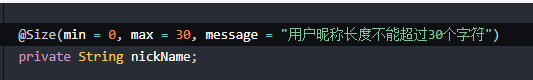 @Size(min = 0, max = 30, message = "用户昵称长度不能超过30个字符")
private String nickName;